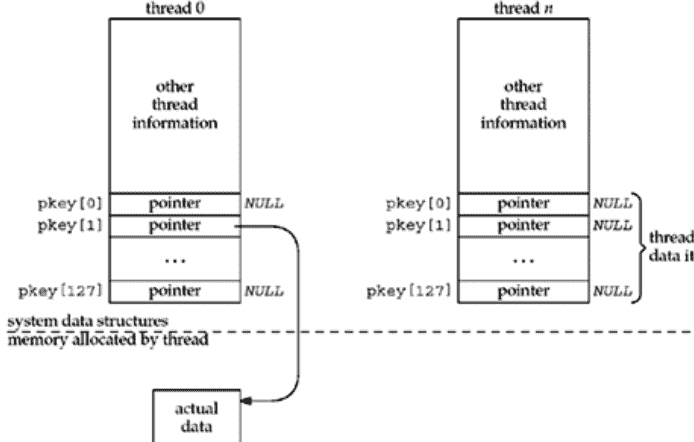 thread 0
thread n
other
thread
information
other
thread
information
pkey[0] pointer NULL
pkey[0] pointer NULL
pkey[1] pointer
pkey[1] pointer NULL
thread
data it
...
...
pkey[127] pointer NULL
pkey[127] pointer NULL
system data structures
memory allocated by thread
actual
data